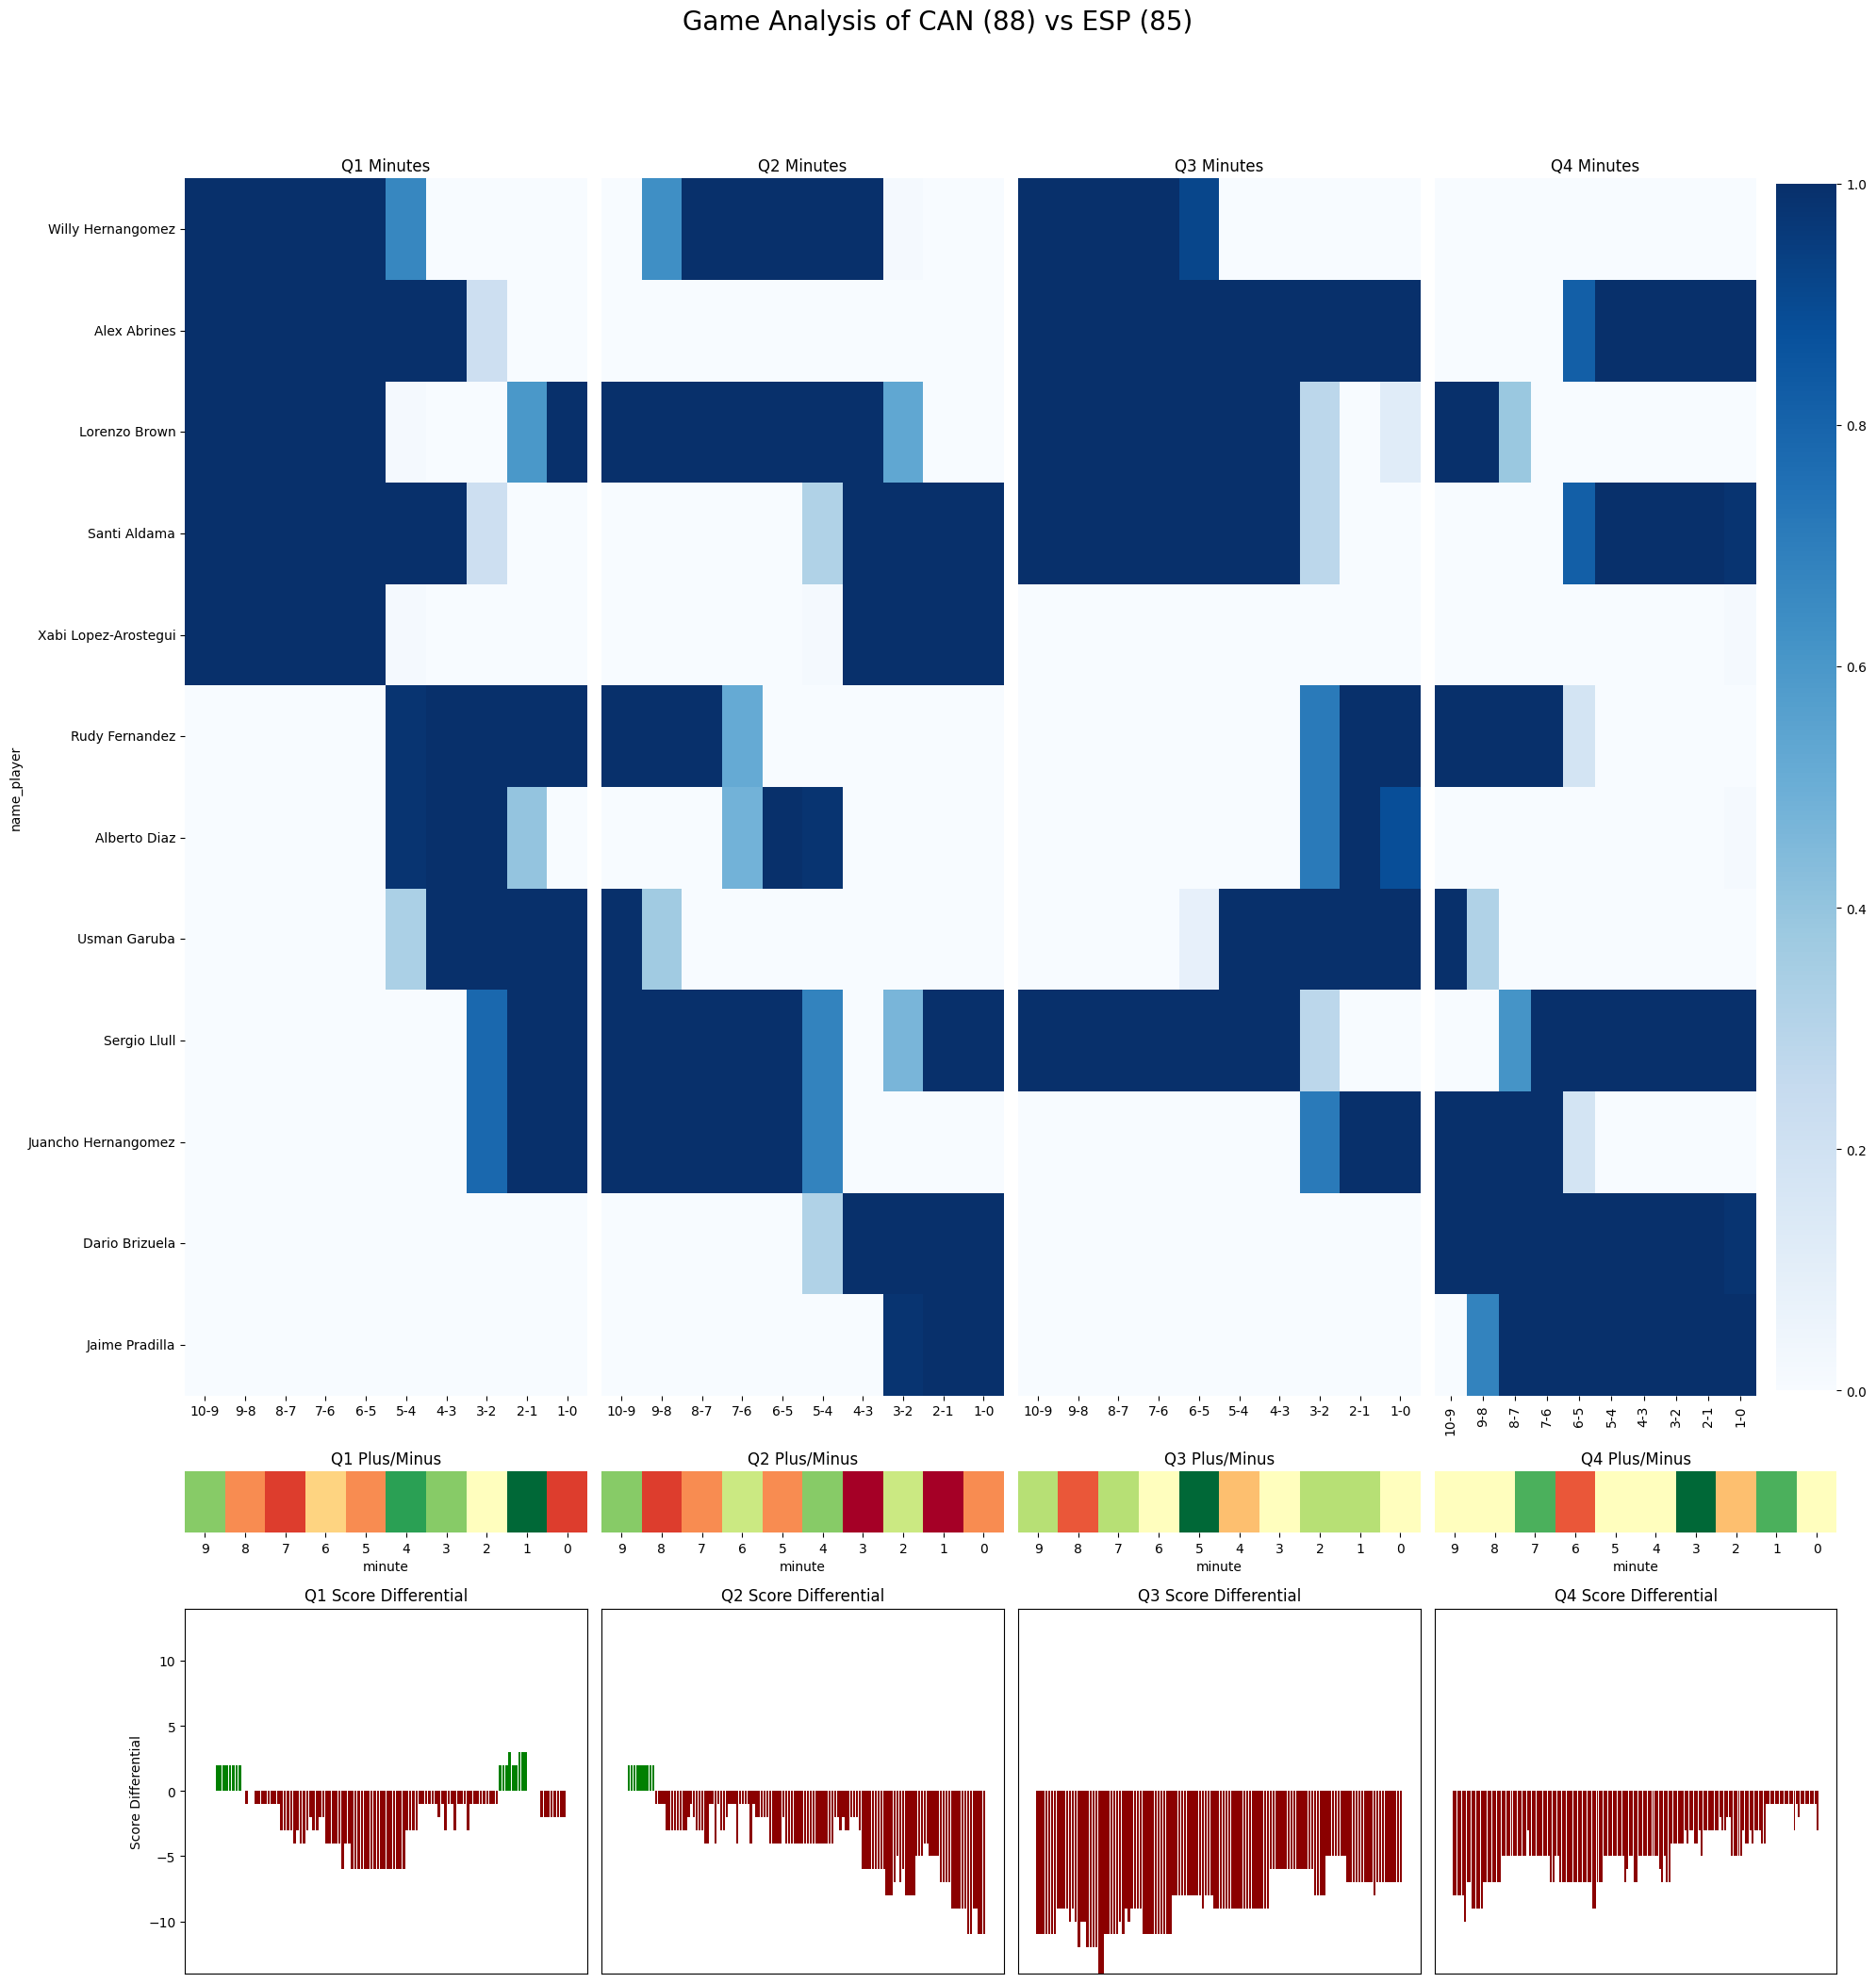 Game Analysis of CAN (88) vs ESP (85)
Q1 Minutes
Q2 Minutes
Q3 Minutes
Q4 Minutes
name_player
Willy Hernangomez
Alex Abrines
Lorenzo Brown
Santi Aldama
Xabi Lopez-Arostegui
Rudy Fernandez
Alberto Diaz
Usman Garuba
Sergio Llull
Juancho Hernangomez
Dario Brizuela
Jaime Pradilla
10-9 9-8 8-7 7-6 6-5 5-4 4-3 3-2 2-1 1-0
10-9 9-8 8-7 7-6 6-5 5-4 4-3 3-2 2-1 1-0
10-9 9-8 8-7 7-6 6-5 5-4 4-3 3-2 2-1 1-0
10-9 9-8 8-7 7-6 6-5 5-4 4-3 3-2 2-1 1-0
1.0
0.8
0.6
0.4
0.2
0.0
Q1 Plus/Minus
9 8 7 6 5 4 3 2 1 0
minute
Q2 Plus/Minus
9 8 7 6 5 4 3 2 1 0
minute
Q3 Plus/Minus
9 8 7 6 5 4 3 2 1 0
minute
Q4 Plus/Minus
9 8 7 6 5 4 3 2 1 0
minute
Q1 Score Differential
Q2 Score Differential
Q3 Score Differential
Q4 Score Differential
Score Differential
10
5
0
−5
−10